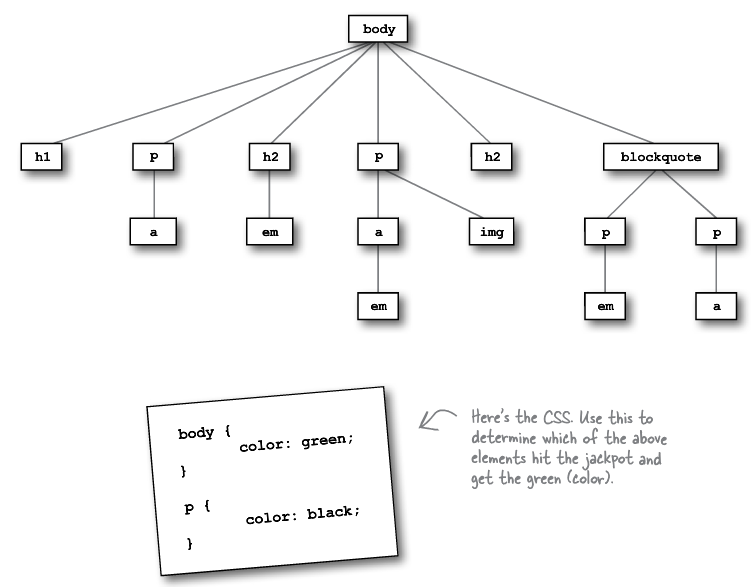 body
h1 p h2 p h2 blockquote
a em a img p p
em em a
body {
color: green;
}
p {
color: black;
}
Here's the CSS. Use this to
determine which of the above
elements hit the jackpot and
get the green (color).